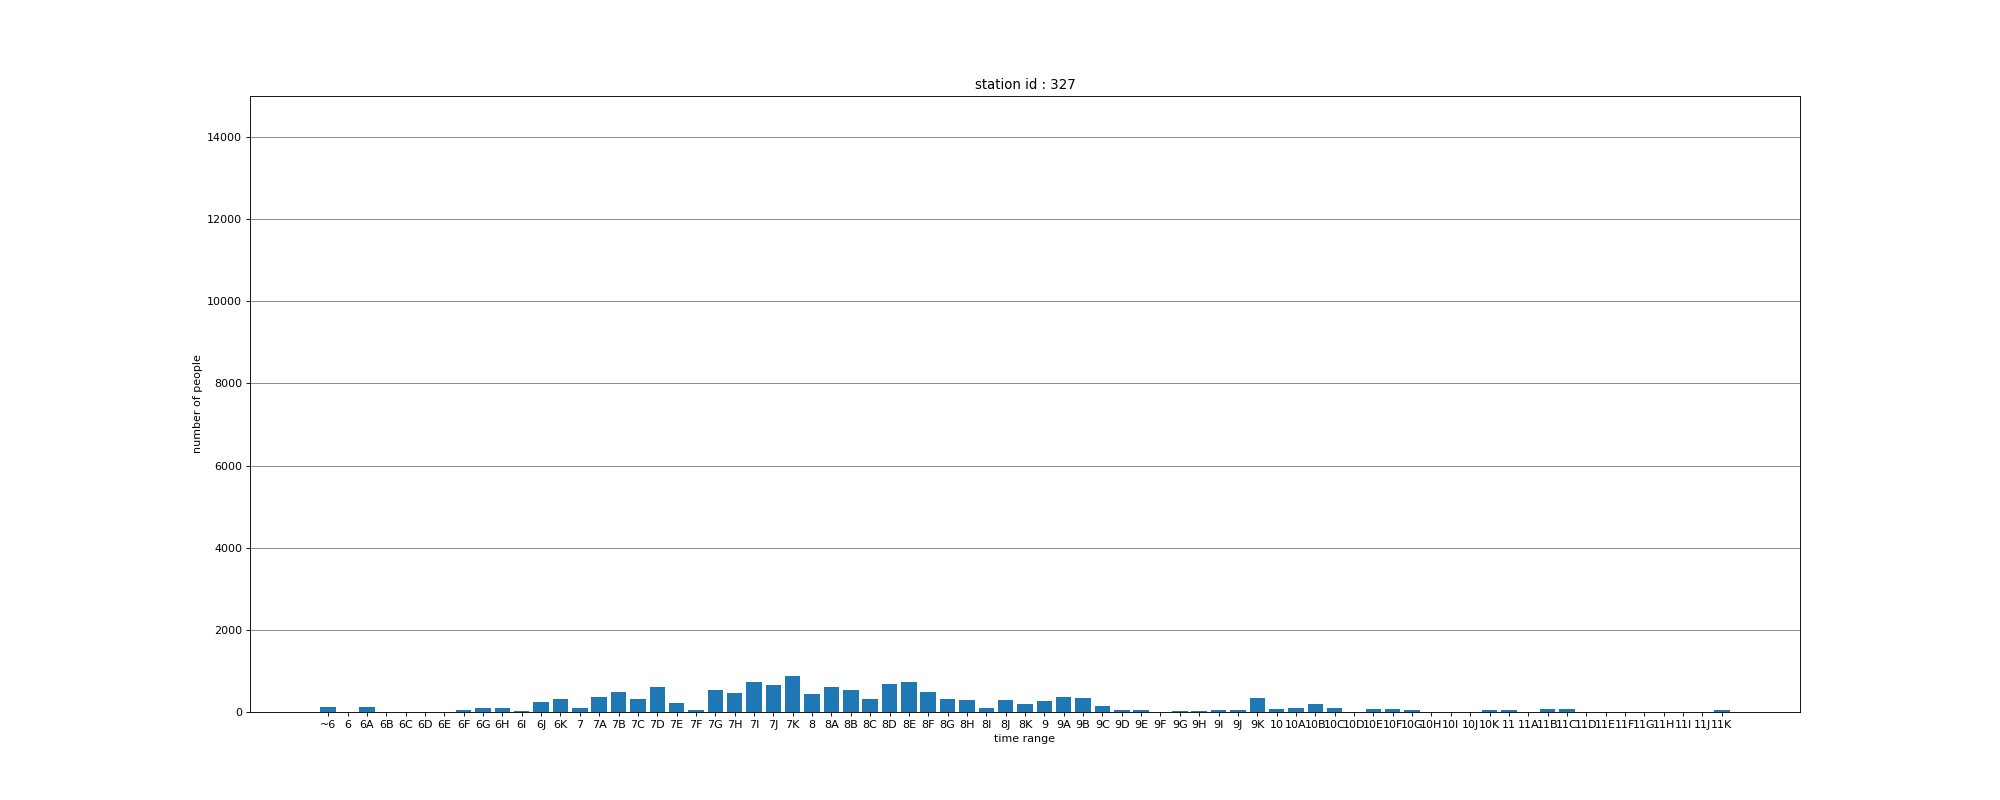 station id : 327
14000
12000
10000
8000
6000
4000
2000
0
number of people
~6 6 6A 6B 6C 6D 6E 6F 6G 6H 6I 6J 6K 7 7A 7B 7C 7D 7E 7F 7G 7H 7I 7J 7K 8 8A 8B 8C 8D 8E 8F 8G 8H 8I 8J 8K 9 9A 9B 9C 9D 9E 9F 9G 9H 9I 9J 9K 10 10A 10B 10C 10D 10E 10F 10G 10H 10I 10J 10K 11 11A 11B 11C 11D 11E 11F 11G 11H 11I 11J 11K
time range